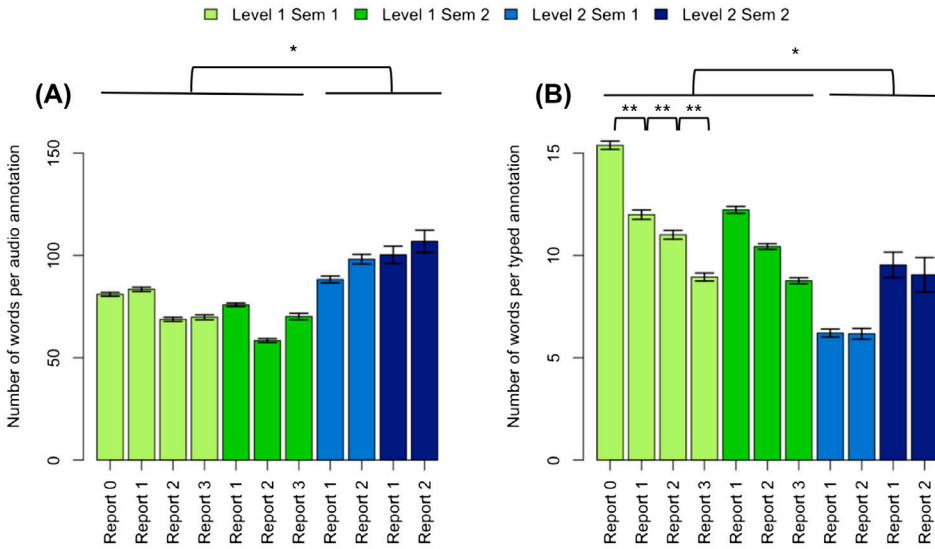 Level 1 Sem 1 Level 1 Sem 2 Level 2 Sem 1 Level 2 Sem 2
(A)
*
Number of words per audio annotation
150
100
50
0
Report 0
Report 1
Report 2
Report 3
Report 1
Report 2
Report 3
Report 1
Report 2
Report 1
Report 2
(B)
*
** ** **
Number of words per typed annotation
15
10
5
0
Report 0
Report 1
Report 2
Report 3
Report 1
Report 2
Report 3
Report 1
Report 2
Report 1
Report 2